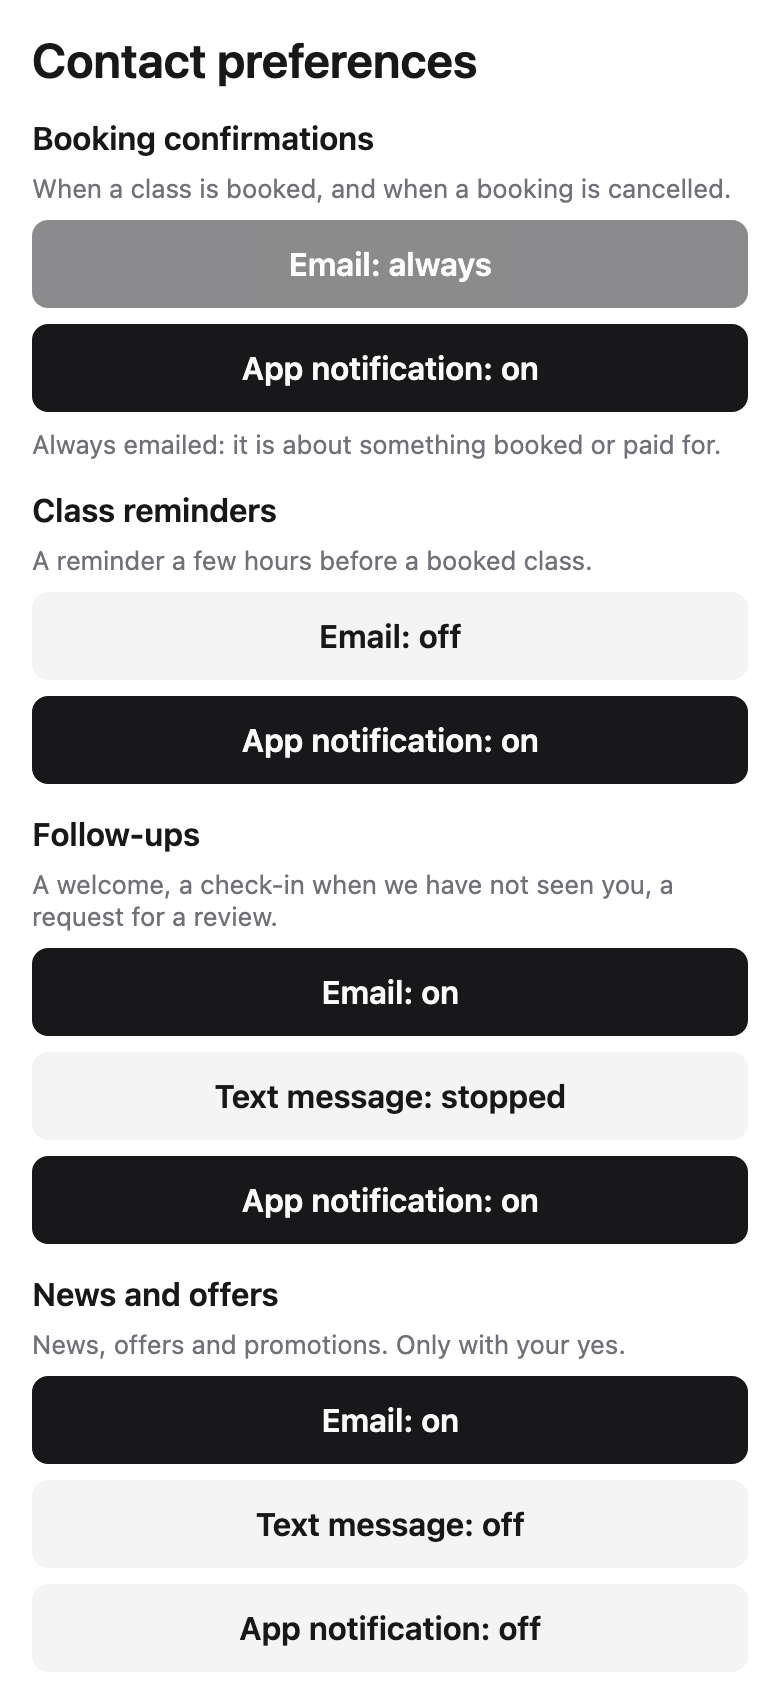 Contact preferences
Booking confirmations
When a class is booked, and when a booking is cancelled.
Email: always
App notification: on
Always emailed: it is about something booked or paid for.
Class reminders
A reminder a few hours before a booked class.
Email: off
App notification: on
Follow-ups
A welcome, a check-in when we have not seen you, a
request for a review.
Email: on
Text message: stopped
App notification: on
News and offers
News, offers and promotions. Only with your yes.
Email: on
Text message: off
App notification: off